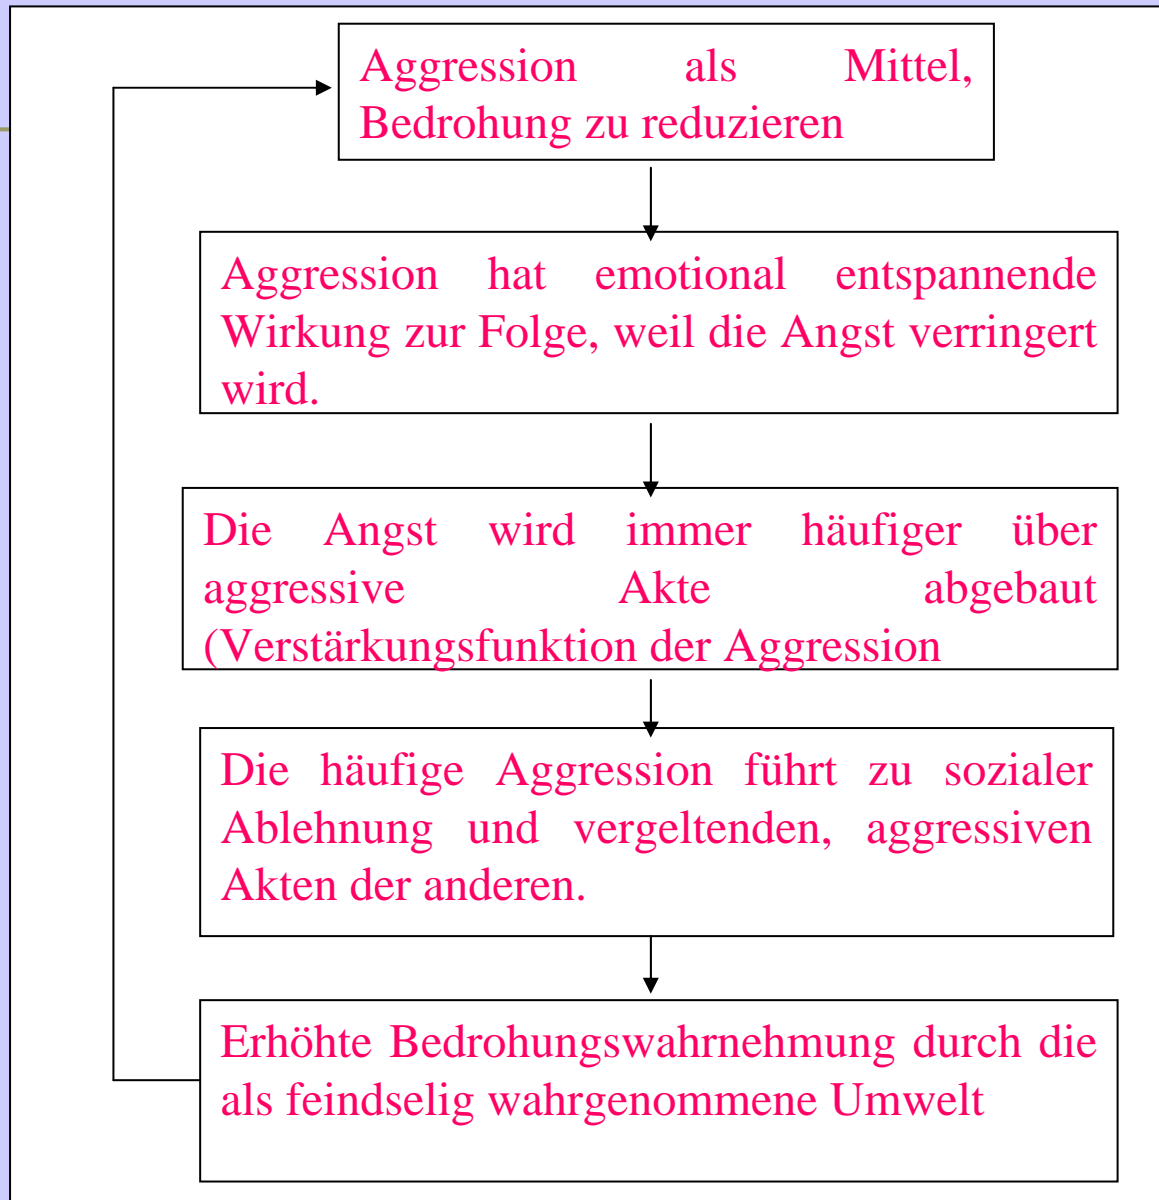 Aggression als Mittel,
Bedrohung zu reduzieren
Aggression hat emotional entspannende
Wirkung zur Folge, weil die Angst verringert
wird.
Die Angst wird immer häufiger über
aggressive Akte abgebaut
(Verstärkungsfunktion der Aggression
Die häufige Aggression führt zu sozialer
Ablehnung und vergeltenden, aggressiven
Akten der anderen.
Erhöhte Bedrohungswahrnehmung durch die
als feindselig wahrgenommene Umwelt